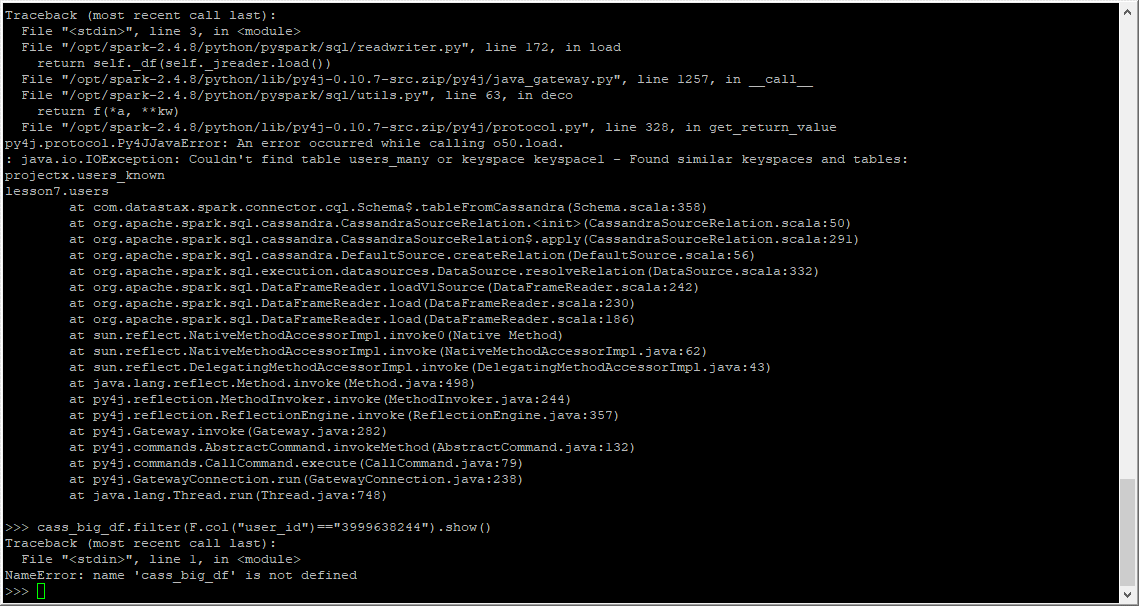 Traceback (most recent call last):
  File "<stdin>", line 3, in <module>
  File "/opt/spark-2.4.8/python/pyspark/sql/readwriter.py", line 172, in load
    return self._df(self._jreader.load())
  File "/opt/spark-2.4.8/python/lib/py4j-0.10.7-src.zip/py4j/java_gateway.py", line 1257, in __call__
  File "/opt/spark-2.4.8/python/pyspark/sql/utils.py", line 63, in deco
    return f(*a, **kw)
  File "/opt/spark-2.4.8/python/lib/py4j-0.10.7-src.zip/py4j/protocol.py", line 328, in get_return_value
py4j.protocol.Py4JJavaError: An error occurred while calling o50.load.
: java.io.IOException: Couldn't find table users_many or keyspace keyspace1 - Found similar keyspaces and tables:
projectx.users_known
lesson7.users
        at com.datastax.spark.connector.cql.Schema$.tableFromCassandra(Schema.scala:358)
        at org.apache.spark.sql.cassandra.CassandraSourceRelation.<init>(CassandraSourceRelation.scala:50)
        at org.apache.spark.sql.cassandra.CassandraSourceRelation$.apply(CassandraSourceRelation.scala:291)
        at org.apache.spark.sql.cassandra.DefaultSource.createRelation(DefaultSource.scala:56)
        at org.apache.spark.sql.execution.datasources.DataSource.resolveRelation(DataSource.scala:332)
        at org.apache.spark.sql.DataFrameReader.loadV1Source(DataFrameReader.scala:242)
        at org.apache.spark.sql.DataFrameReader.load(DataFrameReader.scala:230)
        at org.apache.spark.sql.DataFrameReader.load(DataFrameReader.scala:186)
        at sun.reflect.NativeMethodAccessorImpl.invoke0(Native Method)
        at sun.reflect.NativeMethodAccessorImpl.invoke(NativeMethodAccessorImpl.java:62)
        at sun.reflect.DelegatingMethodAccessorImpl.invoke(DelegatingMethodAccessorImpl.java:43)
        at java.lang.reflect.Method.invoke(Method.java:498)
        at py4j.reflection.MethodInvoker.invoke(MethodInvoker.java:244)
        at py4j.reflection.ReflectionEngine.invoke(ReflectionEngine.java:357)
        at py4j.Gateway.invoke(Gateway.java:282)
        at py4j.commands.AbstractCommand.invokeMethod(AbstractCommand.java:132)
        at py4j.commands.CallCommand.execute(CallCommand.java:79)
        at py4j.GatewayConnection.run(GatewayConnection.java:238)
        at java.lang.Thread.run(Thread.java:748)
>>> cass_big_df.filter(F.col("user_id")=="3999638244").show()
Traceback (most recent call last):
  File "<stdin>", line 1, in <module>
NameError: name 'cass_big_df' is not defined
>>>